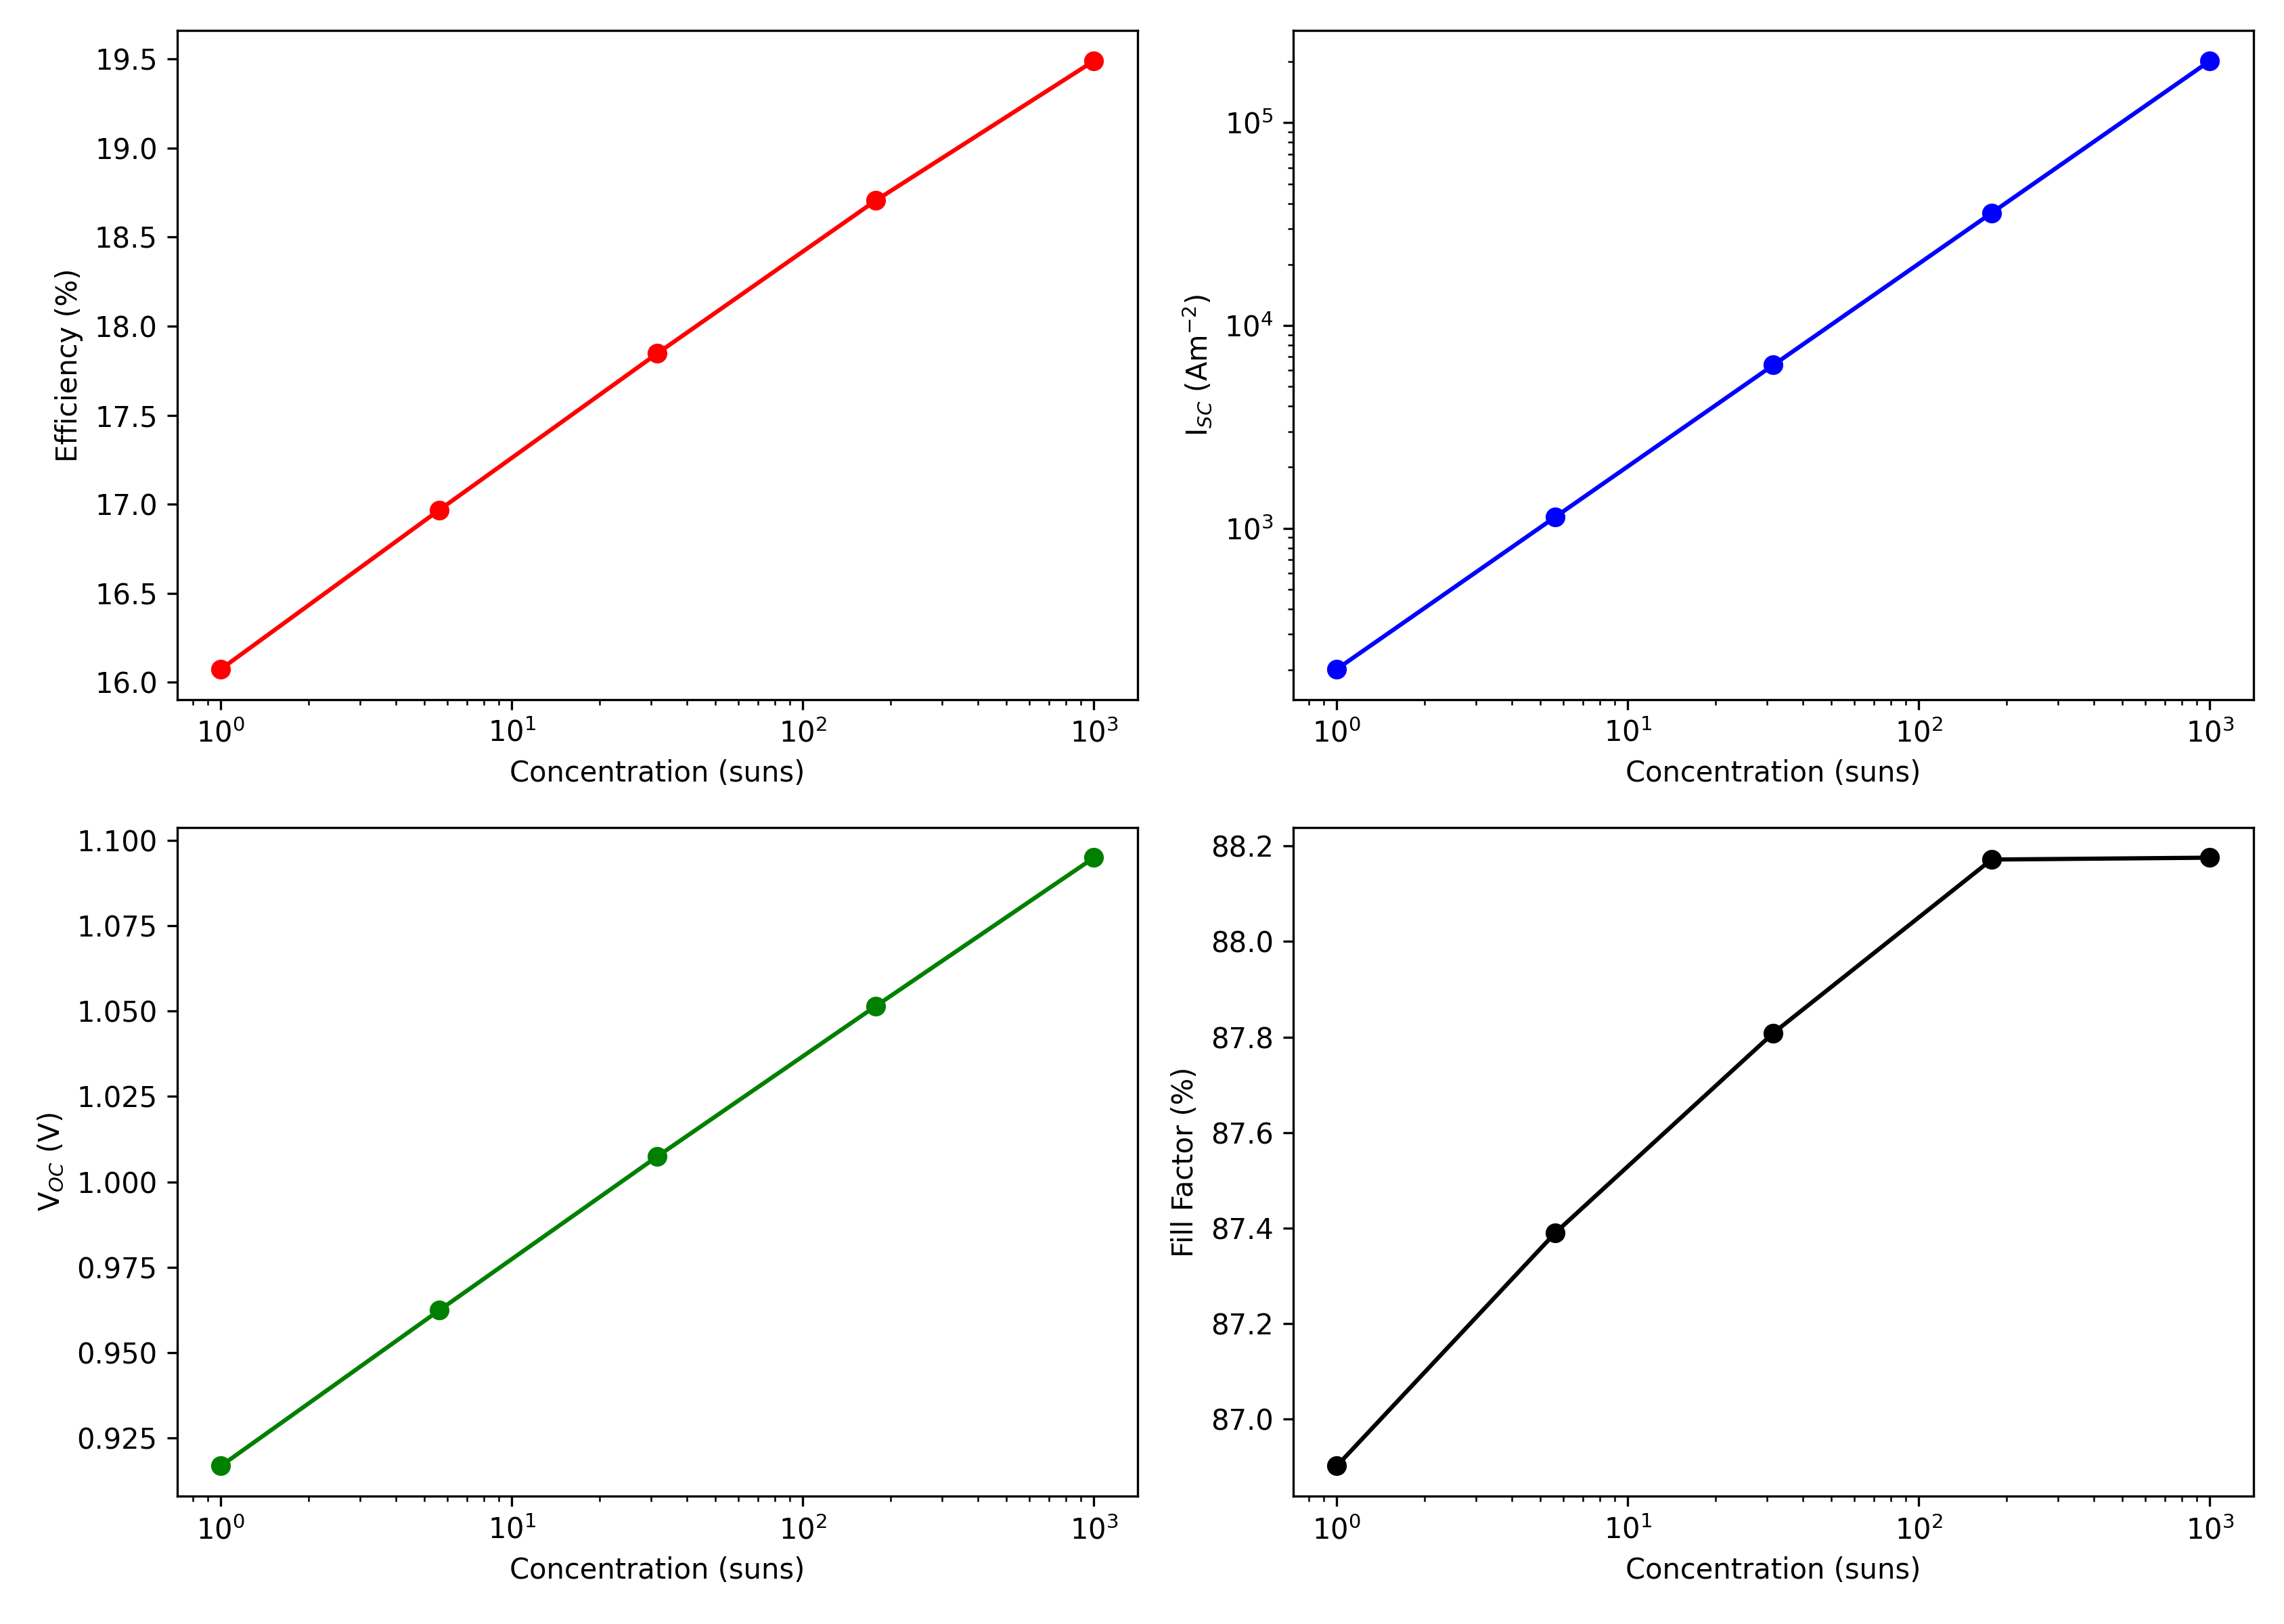 19.5
19.0
18.5
18.0
17.5
17.0
16.5
16.0
Efficiency (%)
10⁰ 10¹ 10² 10³
Concentration (suns)
10⁵
10⁴
10³
I_SC (Am⁻²)
10⁰ 10¹ 10² 10³
Concentration (suns)
1.100
1.075
1.050
1.025
1.000
0.975
0.950
0.925
V_OC (V)
10⁰ 10¹ 10² 10³
Concentration (suns)
88.2
88.0
87.8
87.6
87.4
87.2
87.0
Fill Factor (%)
10⁰ 10¹ 10² 10³
Concentration (suns)